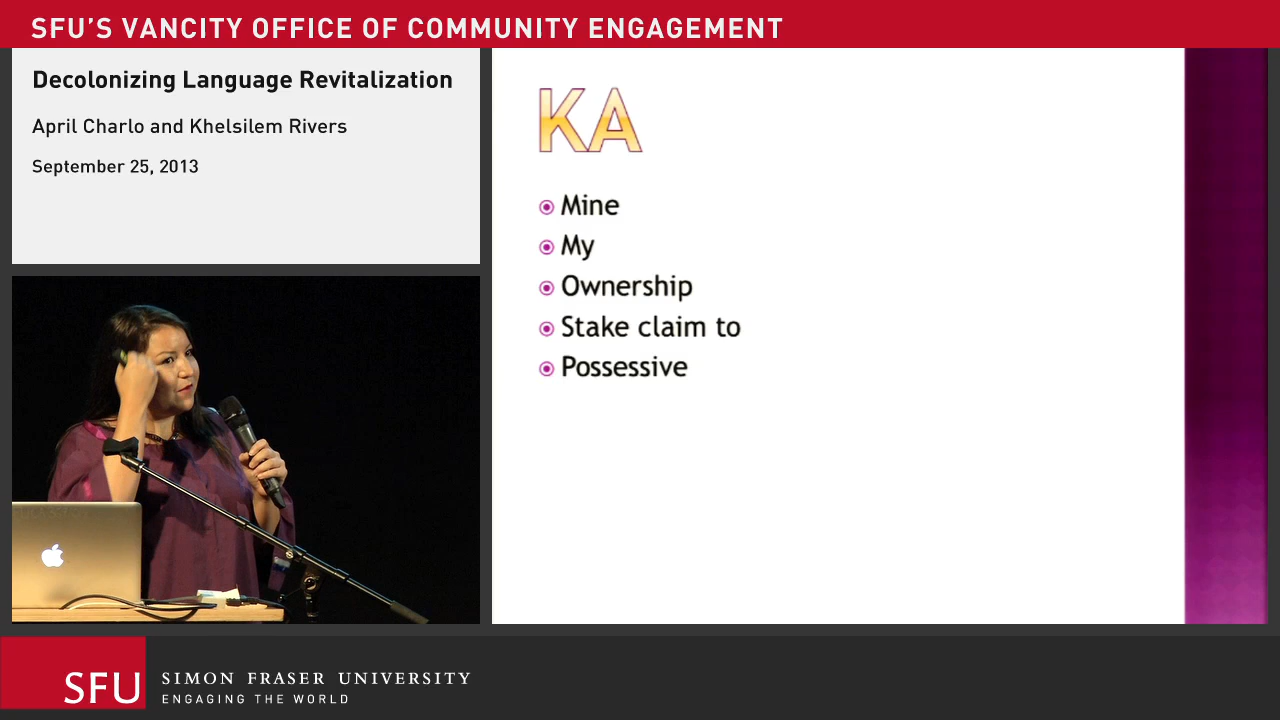 SFU'S VANCITY OFFICE OF COMMUNITY ENGAGEMENT
Decolonizing Language Revitalization
April Charlo and Khelsilem Rivers
September 25, 2013
KA
Mine
My
Ownership
Stake claim to
Possessive
SFU
SIMON FRASER UNIVERSITY
ENGAGING THE WORLD